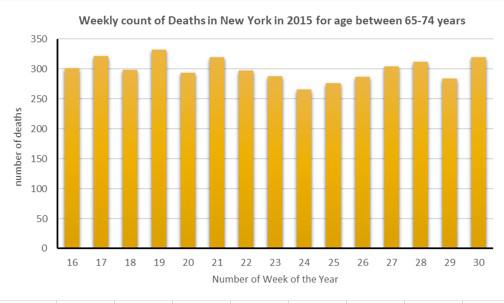 Weekly count of Deaths in New York in 2015 for age between 65-74 years
350
300
250
200
150
100
50
0
number of deaths
16 17 18 19 20 21 22 23 24 25 26 27 28 29 30
Number of Week of the Year